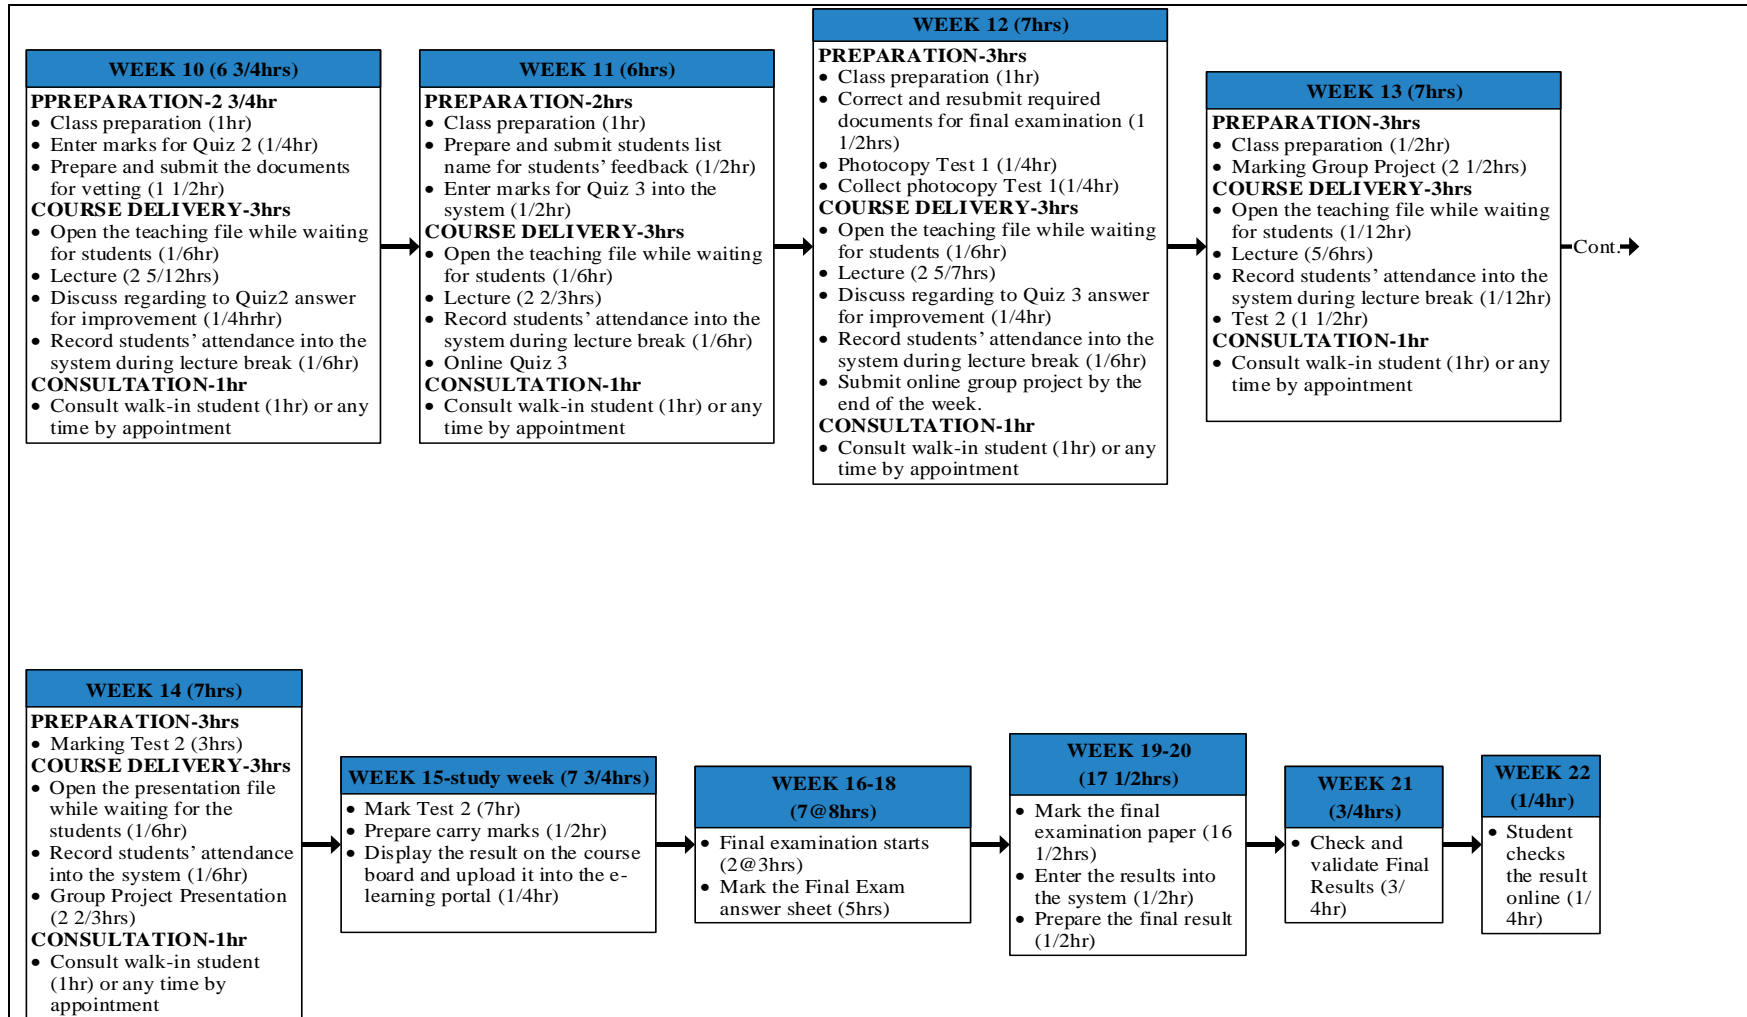 WEEK 10 (6 3/4hrs)
PPREPARATION-2 3/4hr
• Class preparation (1hr)
• Enter marks for Quiz 2 (1/4hr)
• Prepare and submit the documents
for vetting (1 1/2hr)
COURSE DELIVERY-3hrs
• Open the teaching file while waiting
for students (1/6hr)
• Lecture (2 5/12hrs)
• Discuss regarding to Quiz2 answer
for improvement (1/4hrhr)
• Record students’ attendance into the
system during lecture break (1/6hr)
CONSULTATION-1hr
• Consult walk-in student (1hr) or any
time by appointment
WEEK 11 (6hrs)
PREPARATION-2hrs
• Class preparation (1hr)
• Prepare and submit students list
name for students’ feedback (1/2hr)
• Enter marks for Quiz 3 into the
system (1/2hr)
COURSE DELIVERY-3hrs
• Open the teaching file while waiting
for students (1/6hr)
• Lecture (2 2/3hrs)
• Record students’ attendance into the
system during lecture break (1/6hr)
• Online Quiz 3
CONSULTATION-1hr
• Consult walk-in student (1hr) or any
time by appointment
WEEK 12 (7hrs)
PREPARATION-3hrs
• Class preparation (1hr)
• Correct and resubmit required
documents for final examination (1
1/2hrs)
• Photocopy Test 1 (1/4hr)
• Collect photocopy Test 1(1/4hr)
COURSE DELIVERY-3hrs
• Open the teaching file while waiting
for students (1/6hr)
• Lecture (2 5/7hrs)
• Discuss regarding to Quiz 3 answer
for improvement (1/4hr)
• Record students’ attendance into the
system during lecture break (1/6hr)
• Submit online group project by the
end of the week.
CONSULTATION-1hr
• Consult walk-in student (1hr) or any
time by appointment
WEEK 13 (7hrs)
PREPARATION-3hrs
• Class preparation (1/2hr)
• Marking Group Project (2 1/2hrs)
COURSE DELIVERY-3hrs
• Open the teaching file while waiting
for students (1/12hr)
• Lecture (5/6hrs)
• Record students’ attendance into the
system during lecture break (1/12hr)
• Test 2 (1 1/2hr)
CONSULTATION-1hr
• Consult walk-in student (1hr) or any
time by appointment
Cont.
WEEK 14 (7hrs)
PREPARATION-3hrs
• Marking Test 2 (3hrs)
COURSE DELIVERY-3hrs
• Open the presentation file
while waiting for the
students (1/6hr)
• Record students’ attendance
into the system (1/6hr)
• Group Project Presentation
(2 2/3hrs)
CONSULTATION-1hr
• Consult walk-in student
(1hr) or any time by
appointment
WEEK 15-study week (7 3/4hrs)
• Mark Test 2 (7hr)
• Prepare carry marks (1/2hr)
• Display the result on the course
board and upload it into the e-
learning portal (1/4hr)
WEEK 16-18
(7@8hrs)
• Final examination starts
(2@3hrs)
• Mark the Final Exam
answer sheet (5hrs)
WEEK 19-20
(17 1/2hrs)
• Mark the final
examination paper (16
1/2hrs)
• Enter the results into
the system (1/2hr)
• Prepare the final result
(1/2hr)
WEEK 21
(3/4hrs)
• Check and
validate Final
Results (3/
4hr)
WEEK 22
(1/4hr)
• Student
checks
the result
online (1/
4hr)